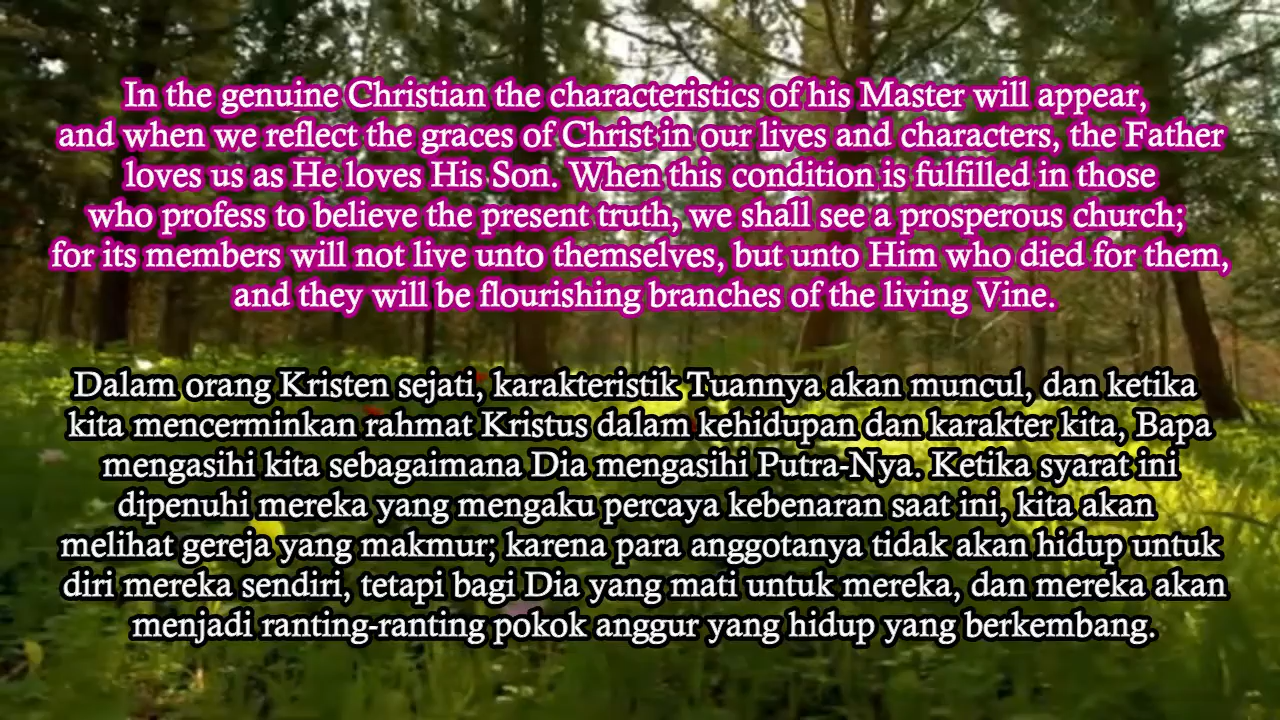 In the genuine Christian the characteristics of his Master will appear,
and when we reflect the graces of Christ in our lives and characters, the Father
loves us as He loves His Son. When this condition is fulfilled in those
who profess to believe the present truth, we shall see a prosperous church;
for its members will not live unto themselves, but unto Him who died for them,
and they will be flourishing branches of the living Vine.
Dalam orang Kristen sejati, karakteristik Tuannya akan muncul, dan ketika
kita mencerminkan rahmat Kristus dalam kehidupan dan karakter kita, Bapa
mengasihi kita sebagaimana Dia mengasihi Putra-Nya. Ketika syarat ini
dipenuhi mereka yang mengaku percaya kebenaran saat ini, kita akan
melihat gereja yang makmur; karena para anggotanya tidak akan hidup untuk
diri mereka sendiri, tetapi bagi Dia yang mati untuk mereka, dan mereka akan
menjadi ranting-ranting pokok anggur yang hidup yang berkembang.